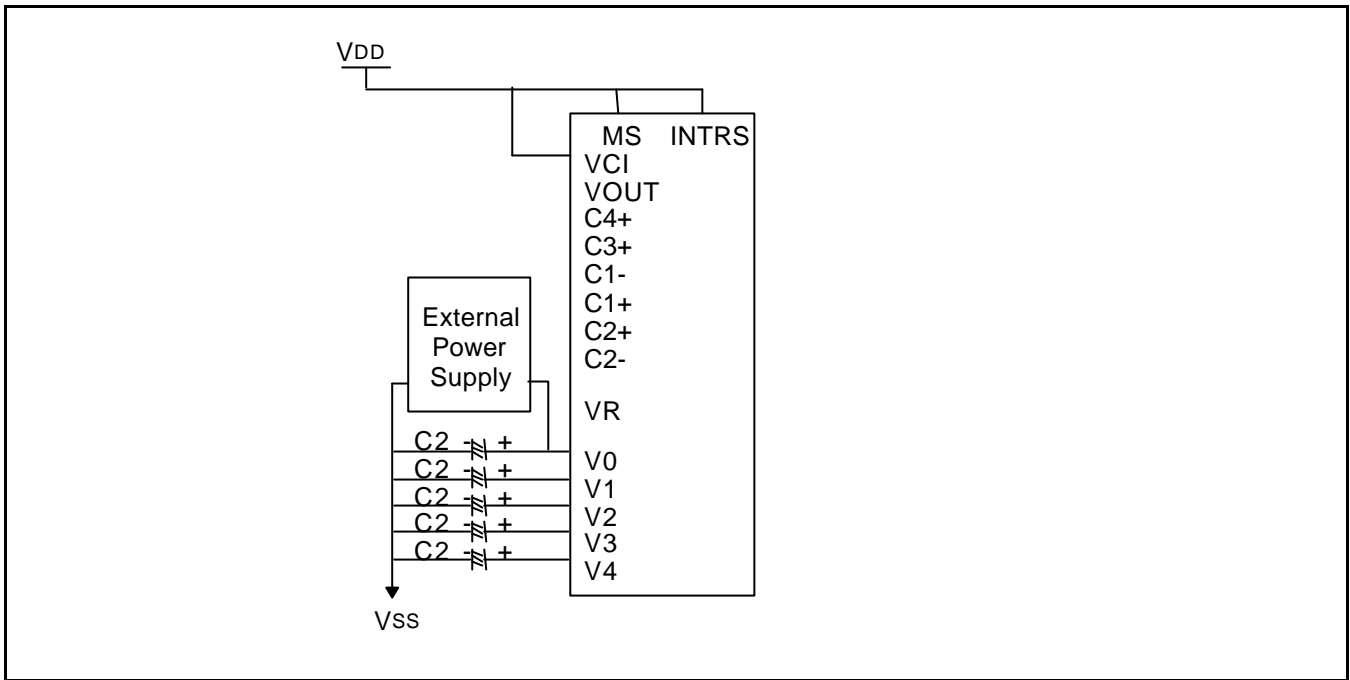 VDD
MS INTRS
VCI
VOUT
C4+
C3+
C1-
C1+
C2+
C2-
VR
V0
V1
V2
V3
V4
External
Power
Supply
C2 - +
C2 - +
C2 - +
C2 - +
C2 - +
VSS